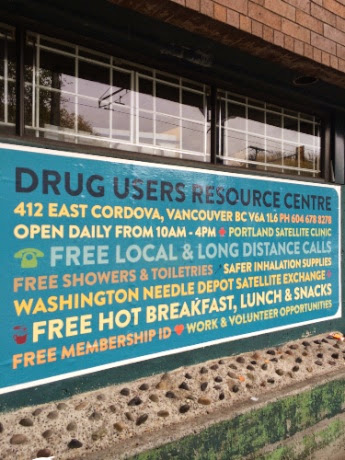 DRUG USERS RESOURCE CENTRE
412 EAST CORDOVA, VANCOUVER BC V6A 1L6 PH 604 678 8278
OPEN DAILY FROM 10AM - 4PM + PORTLAND SATELLITE CLINIC
FREE LOCAL & LONG DISTANCE CALLS
FREE SHOWERS & TOILETRIES * SAFER INHALATION SUPPLIES
WASHINGTON NEEDLE DEPOT SATELLITE EXCHANGE
FREE HOT BREAKFAST, LUNCH & SNACKS
FREE MEMBERSHIP ID ♥ WORK & VOLUNTEER OPPORTUNITIES